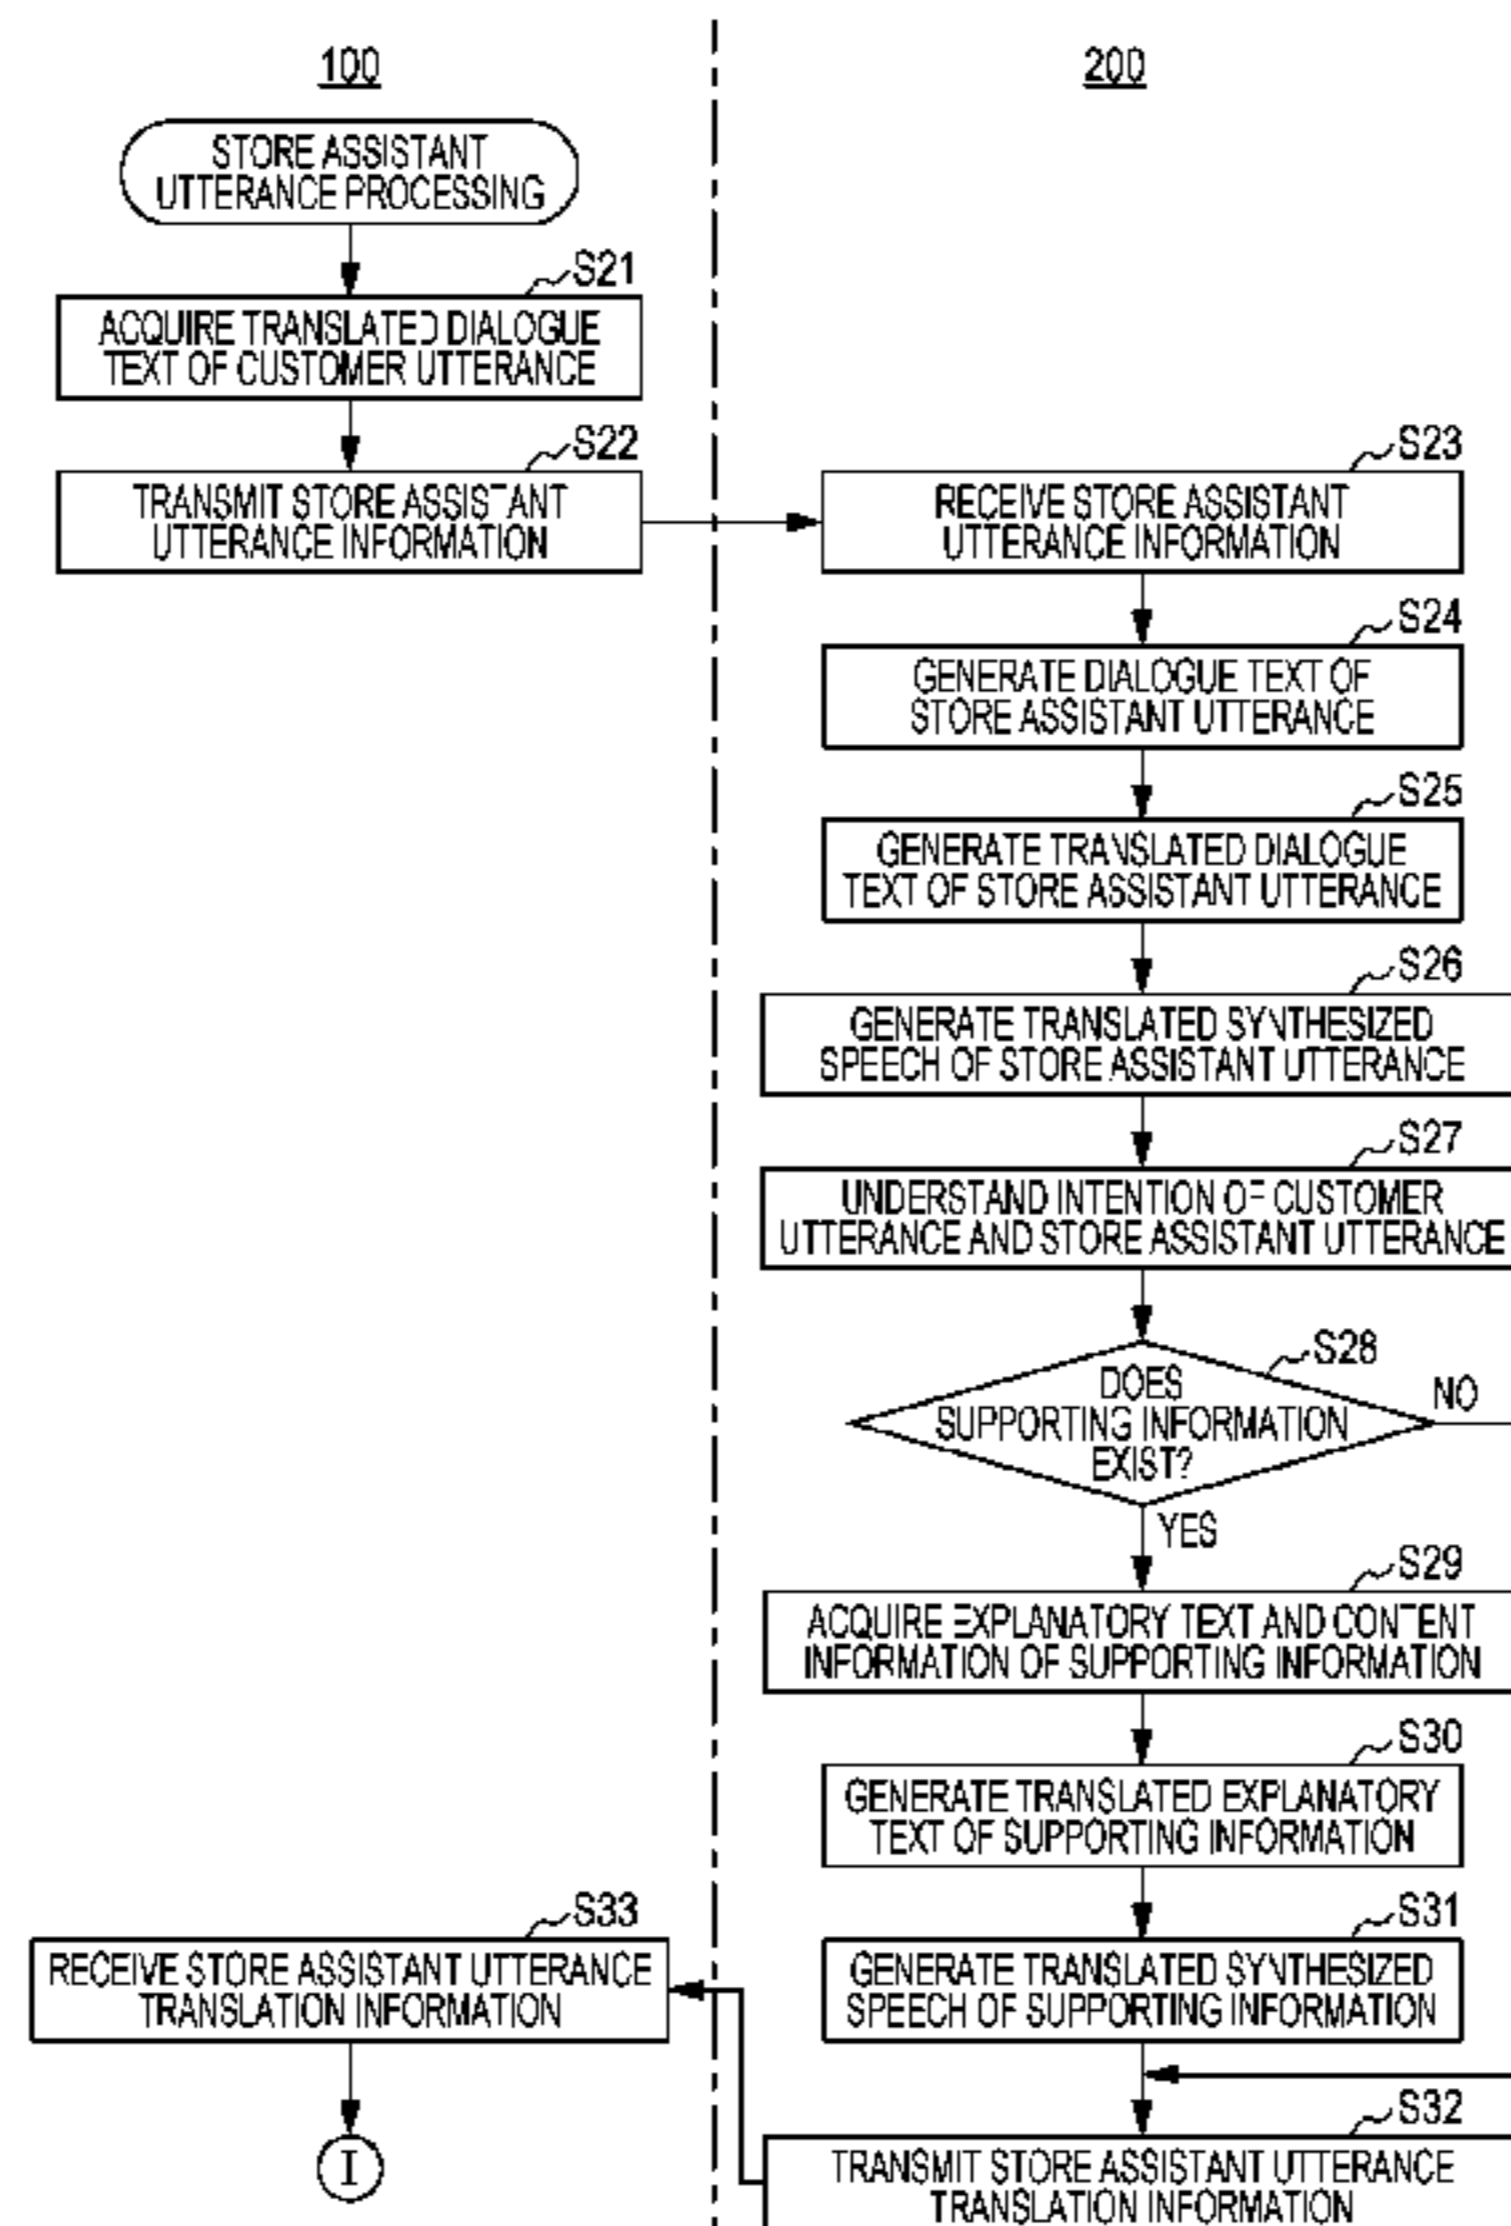 100
200
STORE ASSISTANT
UTTERANCE PROCESSING
S21
ACQUIRE TRANSLATED DIALOGUE
TEXT OF CUSTOMER UTTERANCE
S22
TRANSMIT STORE ASSISTANT
UTTERANCE INFORMATION
S23
RECEIVE STORE ASSISTANT
UTTERANCE INFORMATION
S24
GENERATE DIALOGUE TEXT OF
STORE ASSISTANT UTTERANCE
S25
GENERATE TRANSLATED DIALOGUE
TEXT OF STORE ASSISTANT UTTERANCE
S26
GENERATE TRANSLATED SYNTHESIZED
SPEECH OF STORE ASSISTANT UTTERANCE
S27
UNDERSTAND INTENTION OF CUSTOMER
UTTERANCE AND STORE ASSISTANT UTTERANCE
S28
DOES
SUPPORTING INFORMATION
EXIST?
NO
YES
S29
ACQUIRE EXPLANATORY TEXT AND CONTENT
INFORMATION OF SUPPORTING INFORMATION
S30
GENERATE TRANSLATED EXPLANATORY
TEXT OF SUPPORTING INFORMATION
S31
GENERATE TRANSLATED SYNTHESIZED
SPEECH OF SUPPORTING INFORMATION
S32
TRANSMIT STORE ASSISTANT UTTERANCE
TRANSLATION INFORMATION
S33
RECEIVE STORE ASSISTANT UTTERANCE
TRANSLATION INFORMATION
I